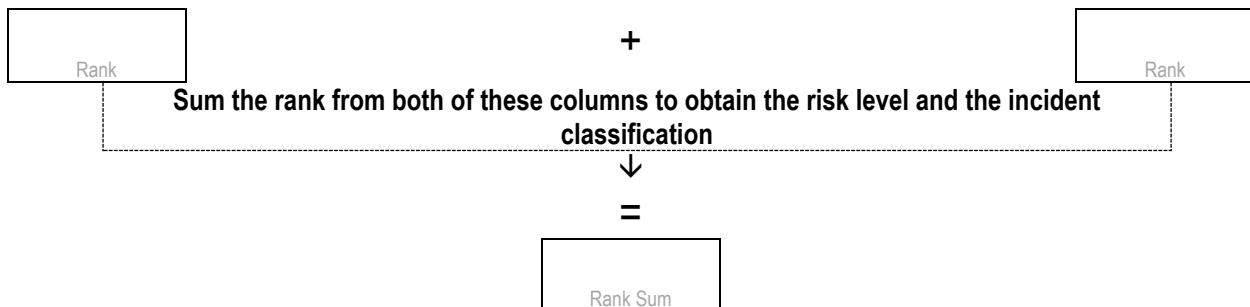 +
Rank
Rank
Sum the rank from both of these columns to obtain the risk level and the incident
classification
↓
=
Rank Sum